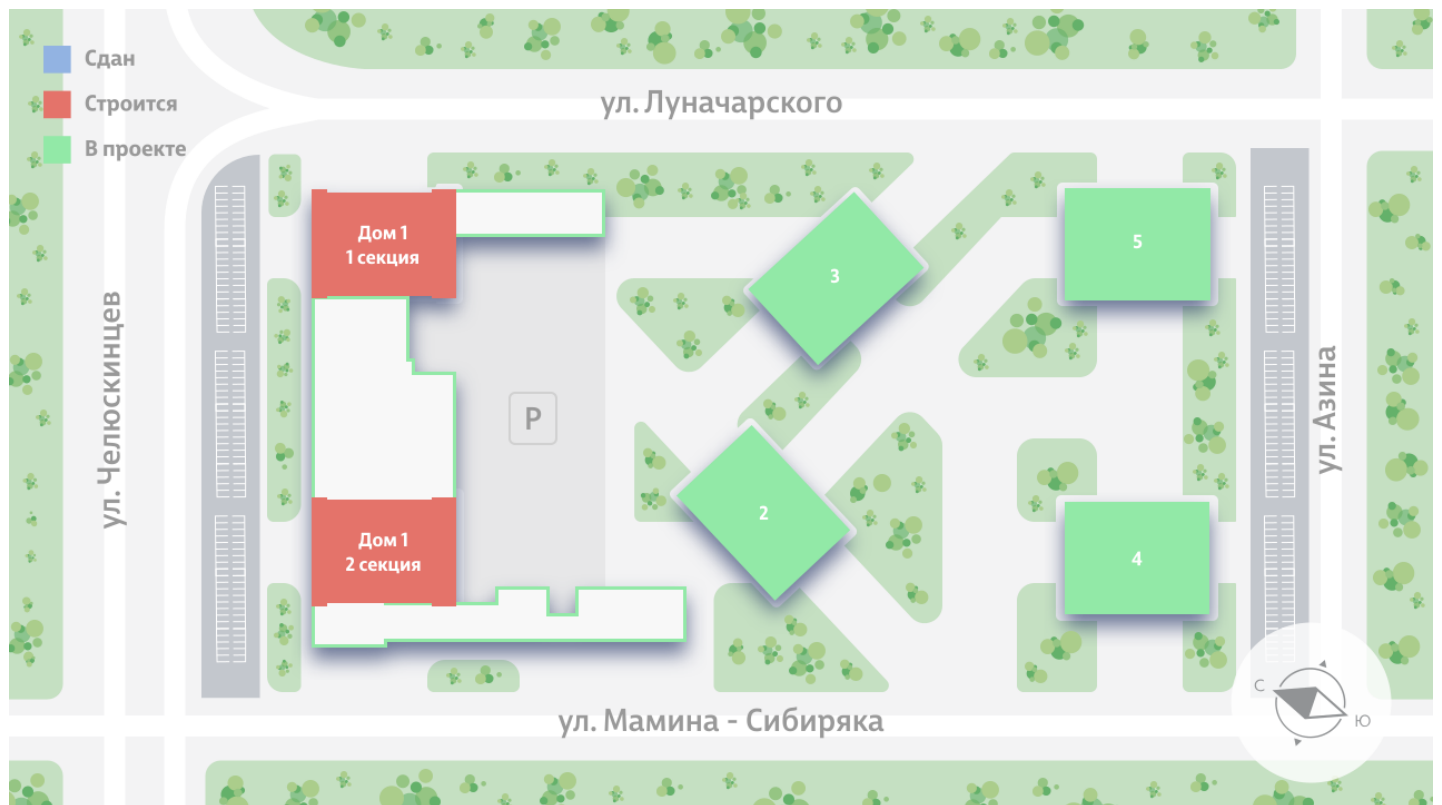 Сдан
Строится
В проекте
ул. Луначарского
Дом 1
1 секция
3
5
ул. Челюскинцев
P
ул. Азина
2
Дом 1
2 секция
4
ул. Мамина - Сибиряка
С
Ю